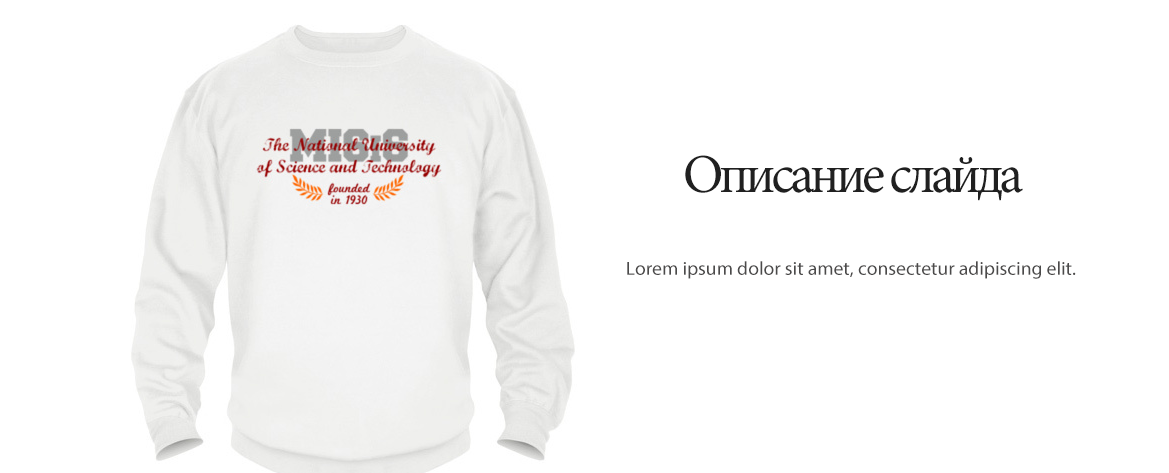 MISiS
The National University
of Science and Technology
founded
in 1930
Описание слайда
Lorem ipsum dolor sit amet, consectetur adipiscing elit.